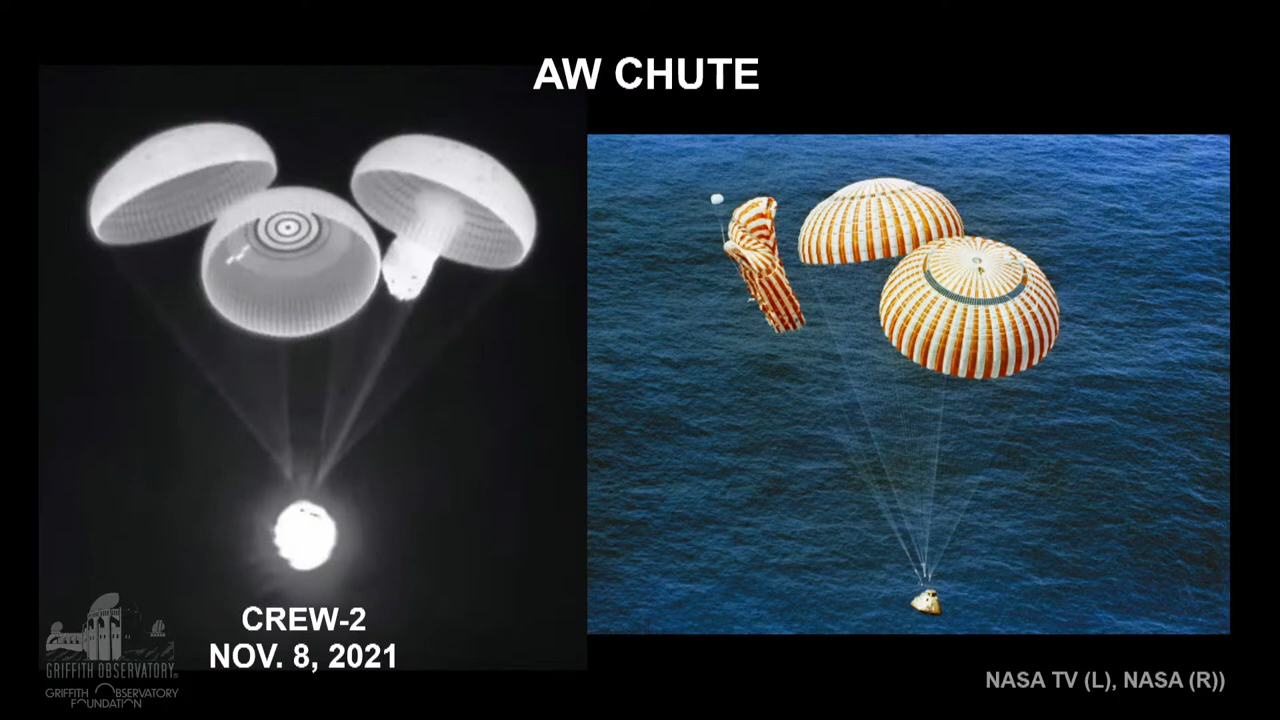 AW CHUTE
CREW-2
NOV. 8, 2021
GRIFFITH OBSERVATORY
GRIFFITH OBSERVATORY
FOUNDATION
NASA TV (L), NASA (R))